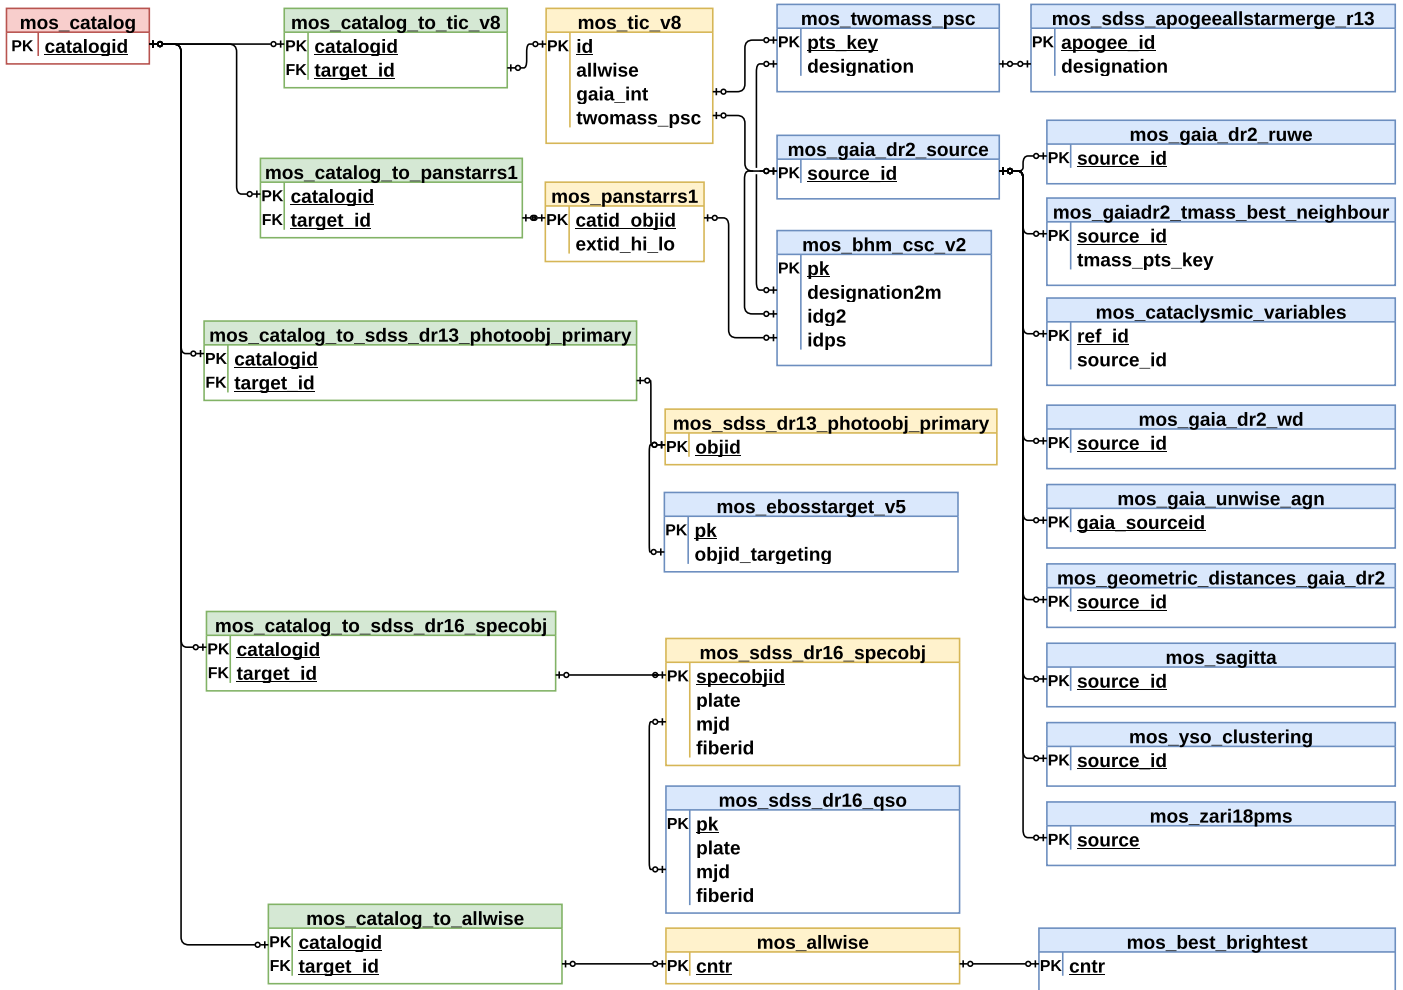 mos_catalog
PK catalogid
mos_catalog_to_tic_v8
PK catalogid
FK target_id
mos_tic_v8
PK id
allwise
gaia_int
twomass_psc
mos_twomass_psc
PK pts_key
designation
mos_sdss_apogeeallstarmerge_r13
PK apogee_id
designation
mos_catalog_to_panstarrs1
PK catalogid
FK target_id
mos_panstarrs1
PK catid_objid
extid_hi_lo
mos_gaia_dr2_source
PK source_id
mos_bhm_csc_v2
PK pk
designation2m
idg2
idps
mos_gaia_dr2_ruwe
PK source_id
mos_gaiadr2_tmass_best_neighbour
PK source_id
tmass_pts_key
mos_cataclysmic_variables
PK ref_id
source_id
mos_gaia_dr2_wd
PK source_id
mos_gaia_unwise_agn
PK gaia_sourceid
mos_geometric_distances_gaia_dr2
PK source_id
mos_sagitta
PK source_id
mos_yso_clustering
PK source_id
mos_zari18pms
PK source
mos_catalog_to_sdss_dr13_photoobj_primary
PK catalogid
FK target_id
mos_sdss_dr13_photoobj_primary
PK objid
mos_ebosstarget_v5
PK pk
objid_targeting
mos_catalog_to_sdss_dr16_specobj
PK catalogid
FK target_id
mos_sdss_dr16_specobj
PK specobjid
plate
mjd
fiberid
mos_sdss_dr16_qso
PK pk
plate
mjd
fiberid
mos_catalog_to_allwise
PK catalogid
FK target_id
mos_allwise
PK cntr
mos_best_brightest
PK cntr